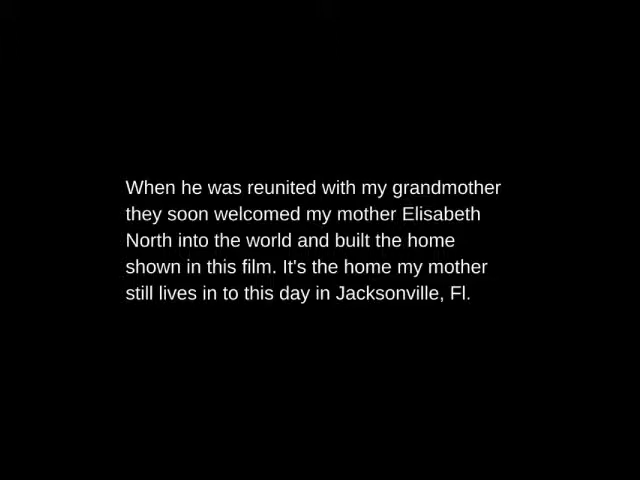 When he was reunited with my grandmother
they soon welcomed my mother Elisabeth
North into the world and built the home
shown in this film. It's the home my mother
still lives in to this day in Jacksonville, Fl.